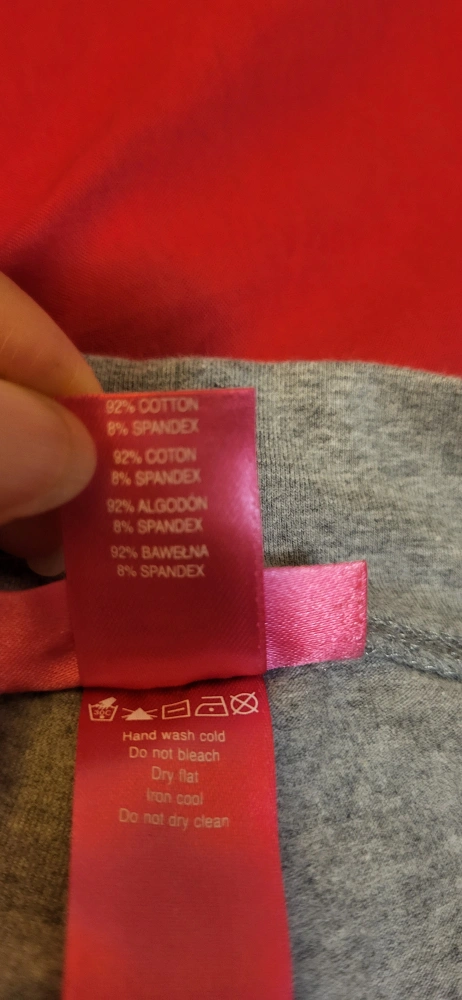 92% COTTON
8% SPANDEX
92% COTON
8% SPANDEX
92% ALGODÓN
8% SPANDEX
92% BAWEŁNA
8% SPANDEX
30C
Hand wash cold
Do not bleach
Dry flat
Iron cool
Do not dry clean